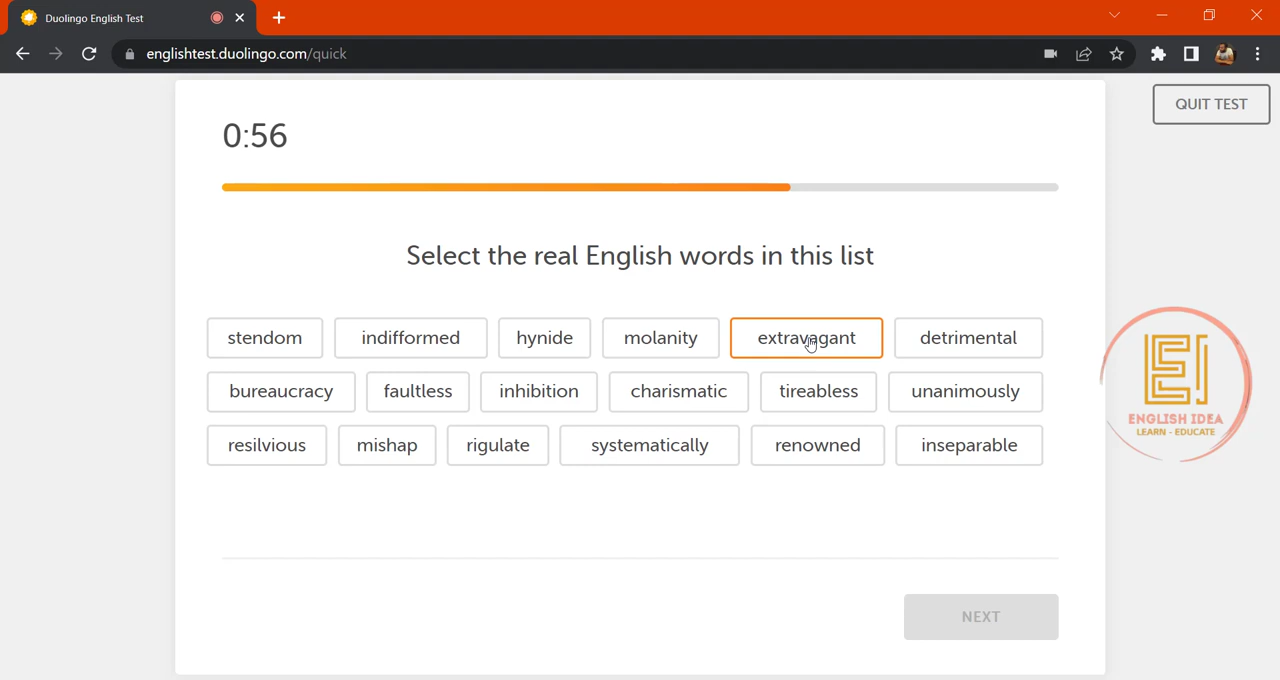 Duolingo English Test
englishtest.duolingo.com/quick
QUIT TEST
0:56
Select the real English words in this list
stendom indifformed hynide molanity extravagant detrimental
bureaucracy faultless inhibition charismatic tireabless unanimously
resilvious mishap rigulate systematically renowned inseparable
EI
ENGLISH IDEA
LEARN - EDUCATE
NEXT